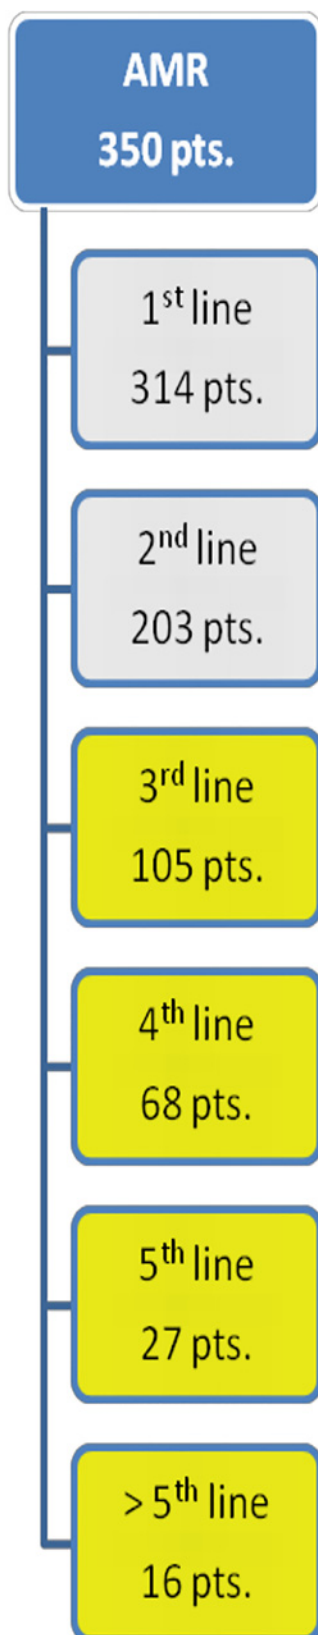 AMR
350 pts.
1st line
314 pts.
2nd line
203 pts.
3rd line
105 pts.
4th line
68 pts.
5th line
27 pts.
> 5th line
16 pts.